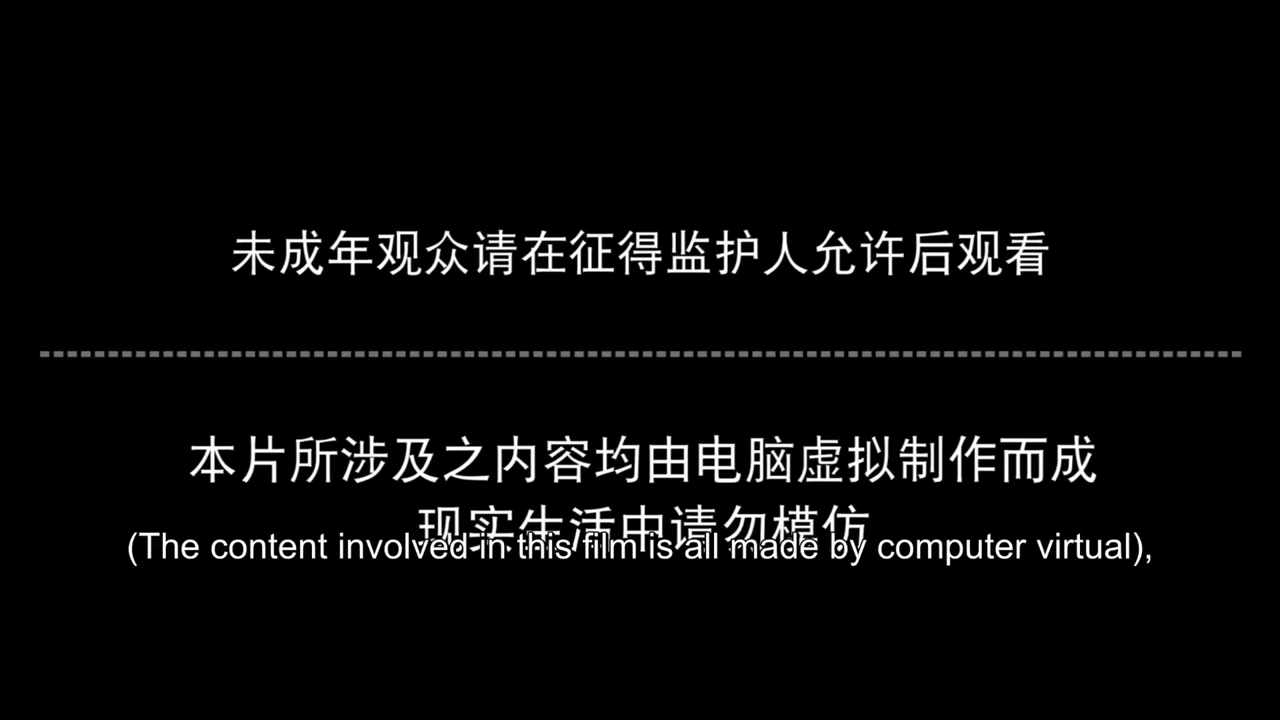 未成年观众请在征得监护人允许后观看
本片所涉及之内容均由电脑虚拟制作而成
现实生活中请勿模仿
(The content involved in this film is all made by computer virtual),